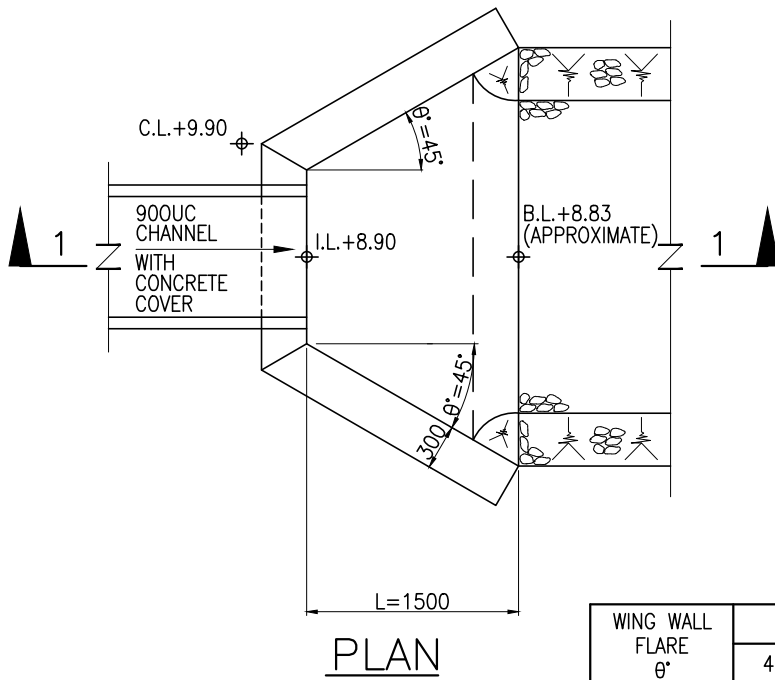 C.L.+9.90
θ°=45°
900UC
CHANNEL
WITH
CONCRETE
COVER
I.L.+8.90
B.L.+8.83
(APPROXIMATE)
1
1
θ°=45°
300
L=1500
PLAN
WING WALL
FLARE
θ°
4